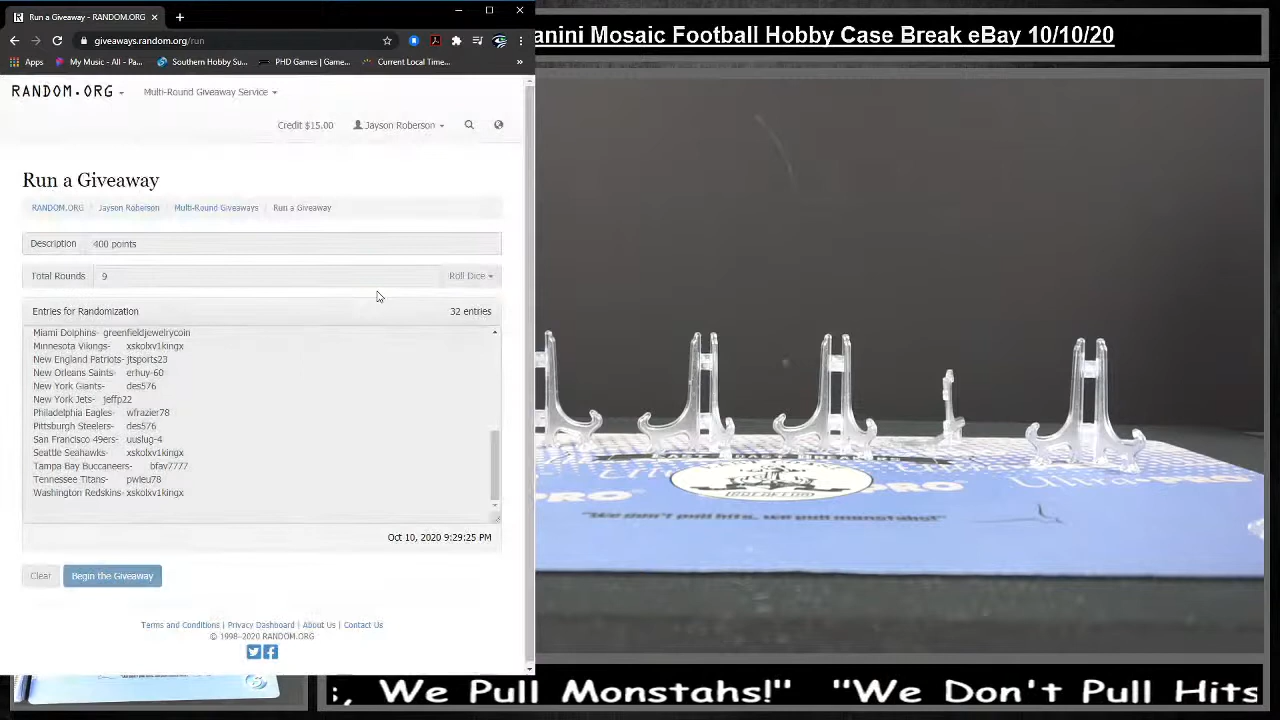 Run a Giveaway - RANDOM.ORG
giveaways.random.org/run
Apps My Music - All - Pa... Southern Hobby Su... PHD Games | Game... Current Local Time... »
anini Mosaic Football Hobby Case Break eBay 10/10/20
RANDOM.ORG Multi-Round Giveaway Service
Credit $15.00 Jayson Roberson
Run a Giveaway
RANDOM.ORG / Jayson Roberson / Multi-Round Giveaways / Run a Giveaway
Description 400 points
Total Rounds 9 Roll Dice
Entries for Randomization 32 entries
Miami Dolphins- greenfieldjewelrycoin
Minnesota Vikings- xskolxv1kingx
New England Patriots- jtsports23
New Orleans Saints- erhuy-60
New York Giants- des576
New York Jets- jeffp22
Philadelphia Eagles- wfrazier78
Pittsburgh Steelers- des576
San Francisco 49ers- uuslug-4
Seattle Seahawks- xskolxv1kingx
Tampa Bay Buccaneers- bfav7777
Tennessee Titans- pwleu78
Washington Redskins- xskolxv1kingx
Oct 10, 2020 9:29:25 PM
Clear Begin the Giveaway
Terms and Conditions | Privacy Dashboard | About Us | Contact Us
© 1998–2020 RANDOM.ORG
PRO PRO Ultra PRO
"We don't pull hits, we pull monstahs!"
s, We Pull Monstahs!" "We Don't Pull Hits